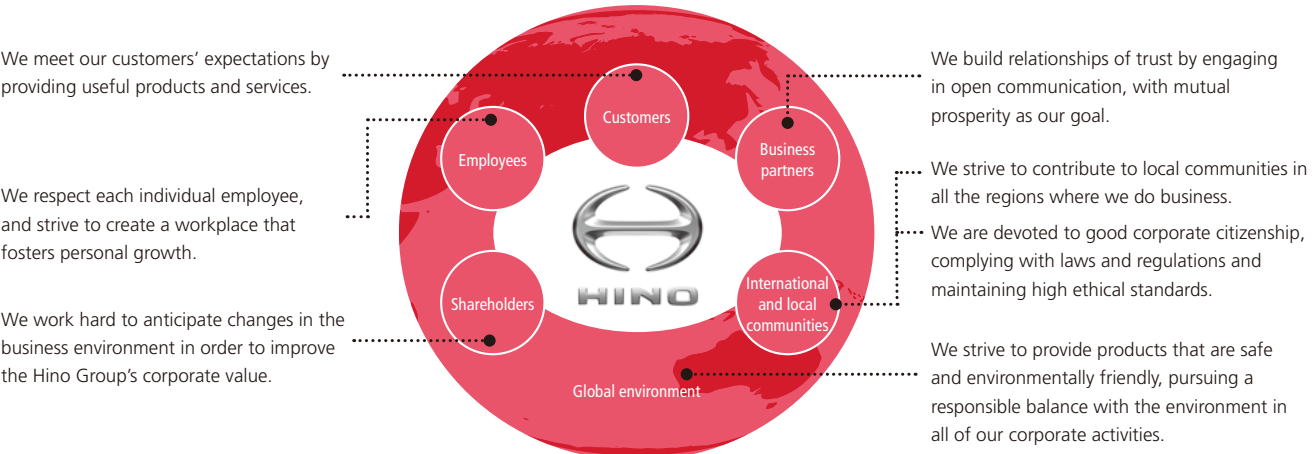 We meet our customers’ expectations by
providing useful products and services.
We respect each individual employee,
and strive to create a workplace that
fosters personal growth.
We work hard to anticipate changes in the
business environment in order to improve
the Hino Group’s corporate value.
Customers
Employees
Business
partners
HINO
Shareholders
International
and local
communities
Global environment
We build relationships of trust by engaging
in open communication, with mutual
prosperity as our goal.
We strive to contribute to local communities in
all the regions where we do business.
We are devoted to good corporate citizenship,
complying with laws and regulations and
maintaining high ethical standards.
We strive to provide products that are safe
and environmentally friendly, pursuing a
responsible balance with the environment in
all of our corporate activities.